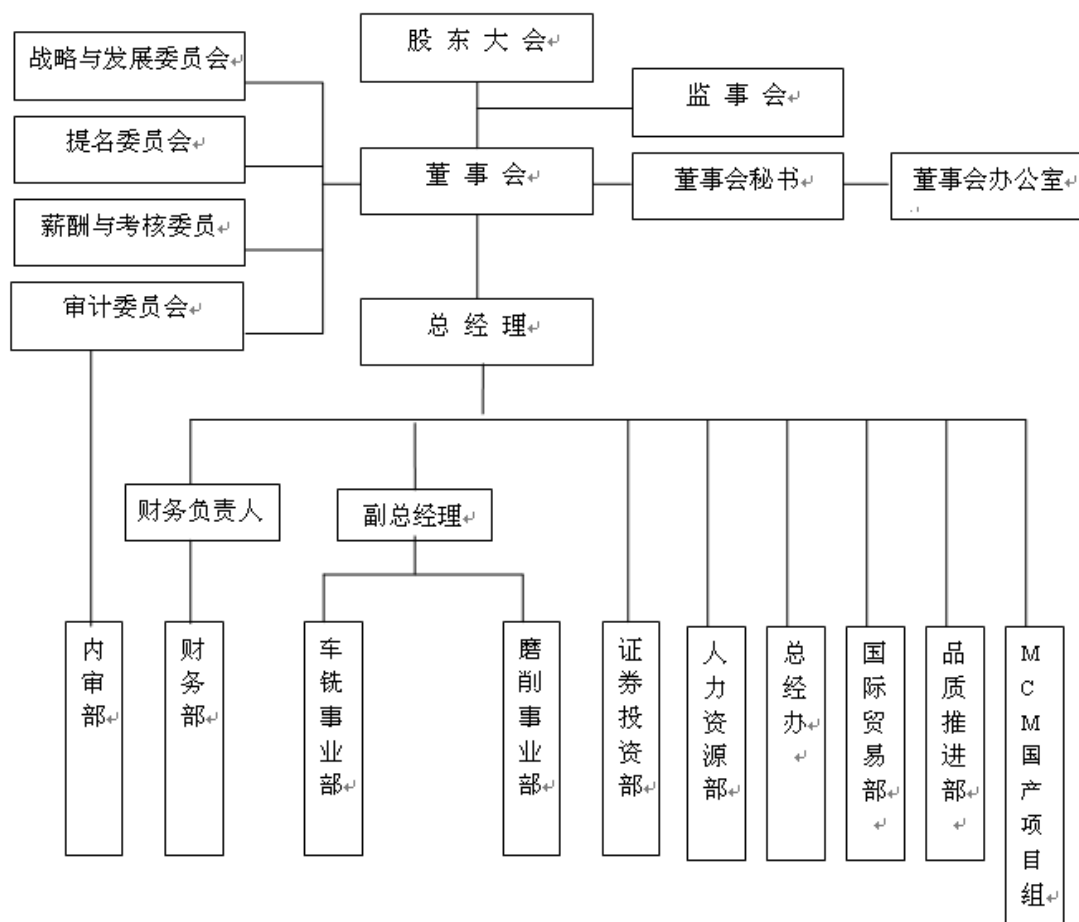 股 东 大 会
战略与发展委员会
监 事 会
提名委员会
董 事 会
董事会秘书
董事会办公室
薪酬与考核委员
审计委员会
总 经 理
财务负责人
副总经理
内审部
财务部
车铣事业部
磨削事业部
证券投资部
人力资源部
总经办
国际贸易部
品质推进部
MCM国产项目组